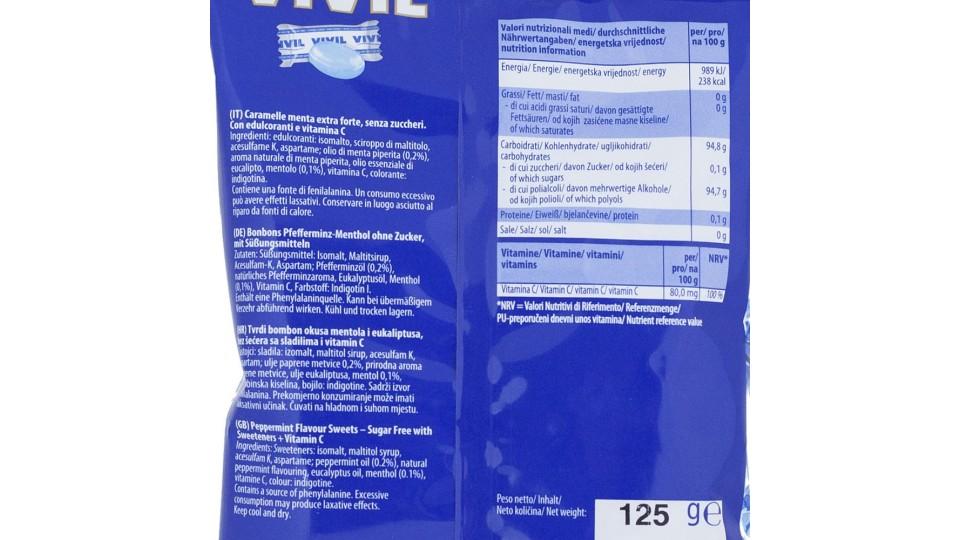 VIVIL
VIVIL VIVIL VIVI
(IT) Caramelle menta extra forte, senza zuccheri.
Con edulcoranti e vitamina C
Ingredienti: edulcoranti: isomalto, sciroppo di maltitolo,
acesulfame K, aspartame; olio di menta piperita (0,2%),
aroma naturale di menta piperita, olio essenziale di
eucalipto, mentolo (0,1%), vitamina C, colorante:
indigotina.
Contiene una fonte di fenilalanina. Un consumo eccessivo
può avere effetti lassativi. Conservare in luogo asciutto al
riparo da fonti di calore.
(DE) Bonbons Pfefferminz-Menthol ohne Zucker,
mit Süßungsmitteln
Zutaten: Süßungsmittel: Isomalt, Maltitsirup,
Acesulfam-K, Aspartam; Pfefferminzöl (0,2%),
natürliches Pfefferminzaroma, Eukalyptusöl, Menthol
(0,1%), Vitamin C, Farbstoff: Indigotin I.
Enthält eine Phenylalaninquelle. Kann bei übermäßigem
Verzehr abführend wirken. Kühl und trocken lagern.
(HR) Tvrdi bombon okusa mentola i eukaliptusa,
bez šećera sa sladilima i vitamin C
sladila: izomalt, maltitol sirup, acesulfam K,
ulje paprene metvice 0,2%, prirodna aroma
metvice, ulje eukaliptusa, mentol 0,1%,
kiselina, bojilo: indigotine. Sadrži izvor
Prekomjerno konzumiranje može imati
učinak. Čuvati na hladnom i suhom mjestu.
(GB) Peppermint Flavour Sweets – Sugar Free with
Sweeteners + Vitamin C
Ingredients: Sweeteners: isomalt, maltitol syrup,
acesulfam K, aspartame; peppermint oil (0.2%), natural
peppermint flavouring, eucalyptus oil, menthol (0.1%),
vitamine C, colour: indigotine.
Contains a source of phenylalanine. Excessive
consumption may produce laxative effects.
Keep cool and dry.
Valori nutrizionali medi/ durchschnittliche per/ pro/
Nährwertangaben/ energetska vrijednost/ na 100 g
nutrition information
Energia/ Energie/ energetska vrijednost/ energy 989 kJ/
238 kcal
Grassi/ Fett/ masti/ fat 0 g
- di cui acidi grassi saturi/ davon gesättigte 0 g
Fettsäuren/ od kojih zasićene masne kiseline/
of which saturates
Carboidrati/ Kohlenhydrate/ ugljikohidrati/ 94,8 g
carbohydrates
- di cui zuccheri/ davon Zucker/ od kojih šećeri/ 0,1 g
of which sugars
- di cui polialcoli/ davon mehrwertige Alkohole/ 94,7 g
od kojih polioli/ of which polyols
Proteine/ Eiweiß/ bjelančevine/ protein 0,1 g
Sale/ Salz/ sol/ salt 0 g
Vitamine/ Vitamine/ vitamini/ per/ NRV*
vitamins pro/ na
100 g
Vitamina C/ Vitamin C/ vitamin C/ vitamin C 80,0 mg 100 %
*NRV = Valori Nutritivi di Riferimento/ Referenzmenge/
PU-preporučeni dnevni unos vitamina/ Nutrient reference value
Peso netto/ Inhalt/
Neto količina/ Net weight: 125 g e